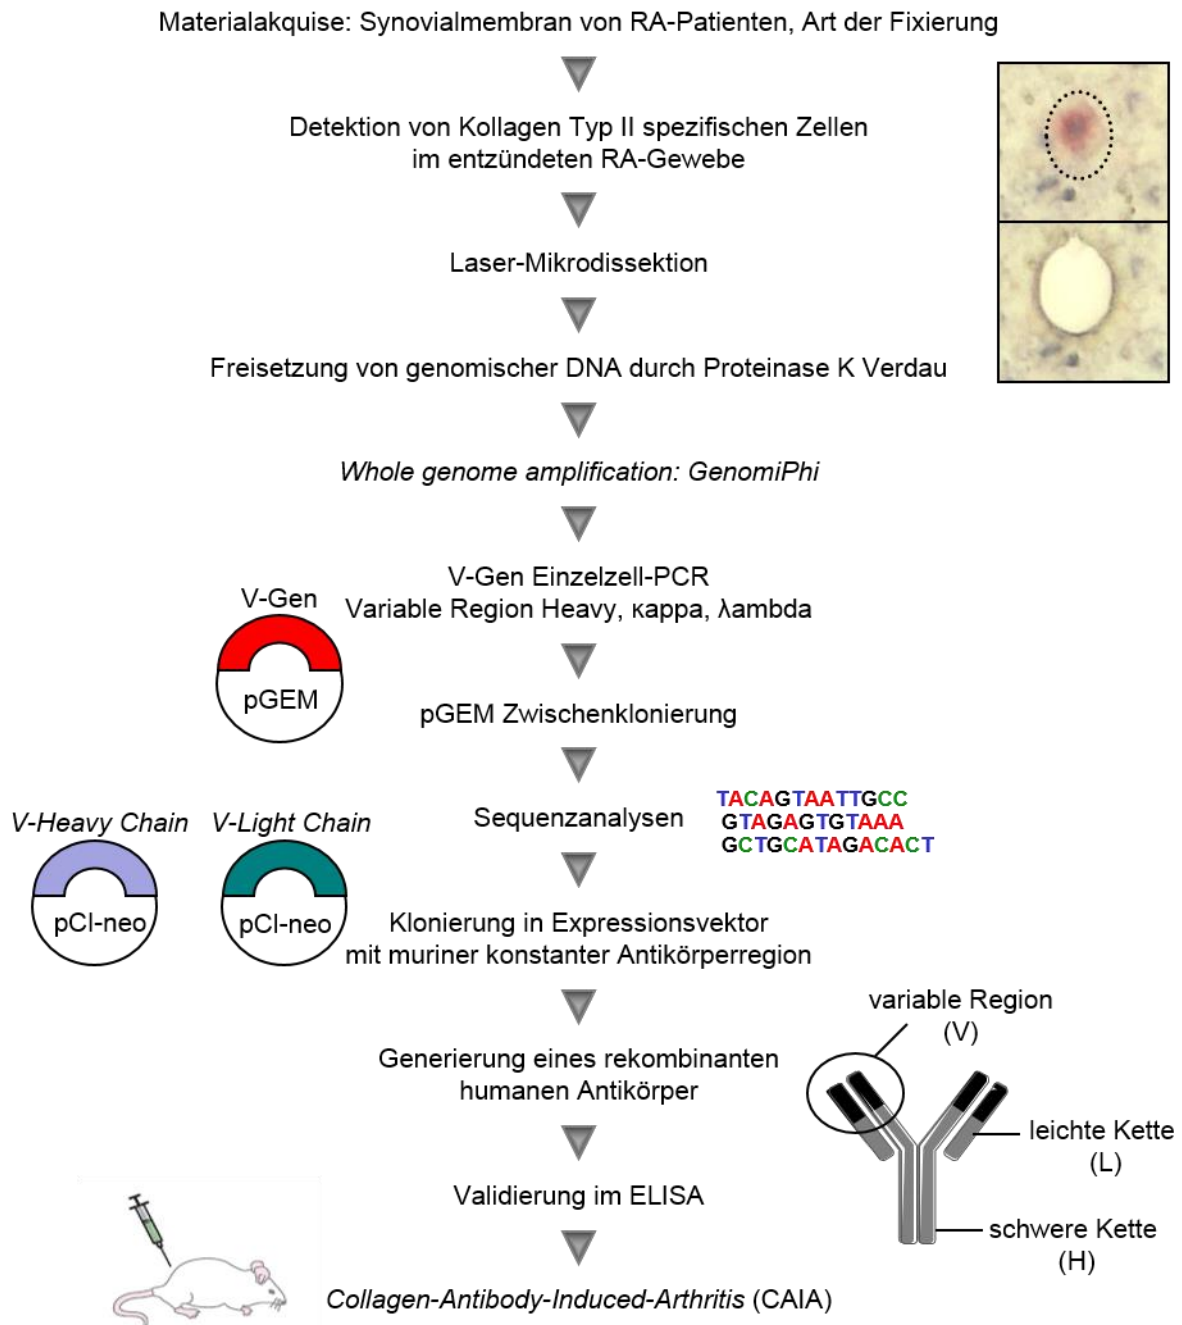 Materialakquise: Synovialmembran von RA-Patienten, Art der Fixierung
Detektion von Kollagen Typ II spezifischen Zellen
im entzündeten RA-Gewebe
Laser-Mikrodissektion
Freisetzung von genomischer DNA durch Proteinase K Verdau
Whole genome amplification: GenomiPhi
V-Gen Einzelzell-PCR
Variable Region Heavy, κappa, λambda
V-Gen
pGEM
pGEM Zwischenklonierung
Sequenzanalysen
TACAGTAATTGCC
GTAGAGTGTAAA
GCTGCATAGACACT
V-Heavy Chain
V-Light Chain
pCI-neo
pCI-neo
Klonierung in Expressionsvektor
mit muriner konstanter Antikörperregion
variable Region
(V)
Generierung eines rekombinanten
humanen Antikörper
leichte Kette
(L)
Validierung im ELISA
schwere Kette
(H)
Collagen-Antibody-Induced-Arthritis (CAIA)